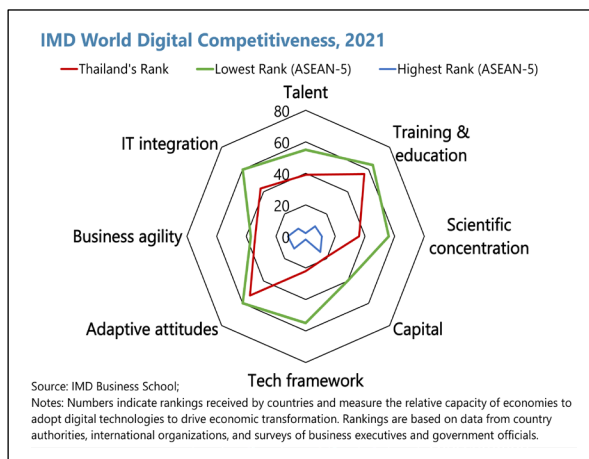 IMD World Digital Competitiveness, 2021
Thailand's Rank Lowest Rank (ASEAN-5) Highest Rank (ASEAN-5)
Talent
80
Training &
education
IT integration
60
40
20
Scientific
concentration
Business agility
0
Adaptive attitudes
Capital
Tech framework
Source: IMD Business School;
Notes: Numbers indicate rankings received by countries and measure the relative capacity of economies to
adopt digital technologies to drive economic transformation. Rankings are based on data from country
authorities, international organizations, and surveys of business executives and government officials.